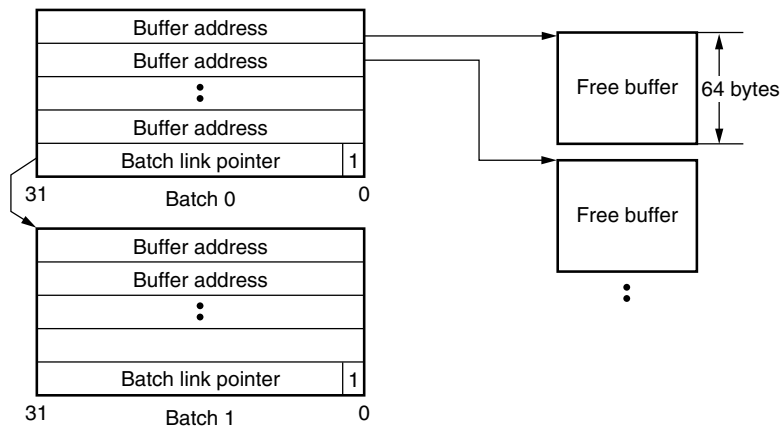 Buffer address
Buffer address
Buffer address
Batch link pointer 1
31 Batch 0 0
Free buffer
64 bytes
Free buffer
Buffer address
Buffer address
Batch link pointer 1
31 Batch 1 0